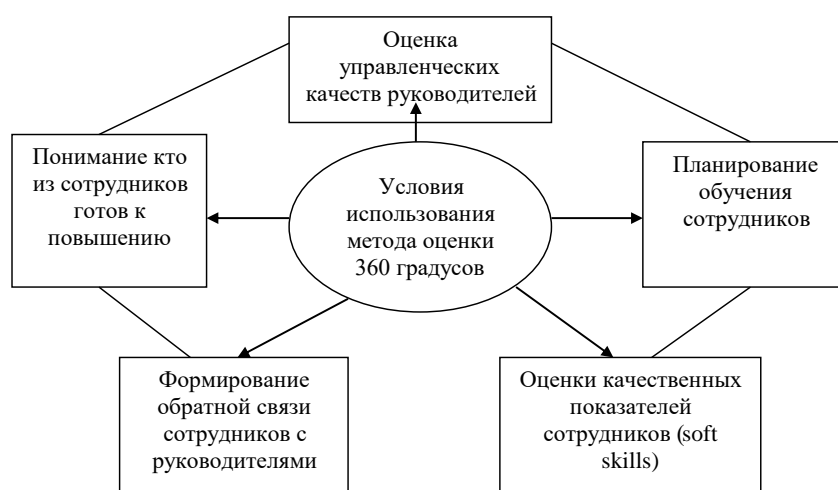 Оценка
управленческих
качеств руководителей
Понимание кто
из сотрудников
готов к
повышению
Условия
использования
метода оценки
360 градусов
Планирование
обучения
сотрудников
Формирование
обратной связи
сотрудников с
руководителями
Оценки качественных
показателей
сотрудников (soft
skills)